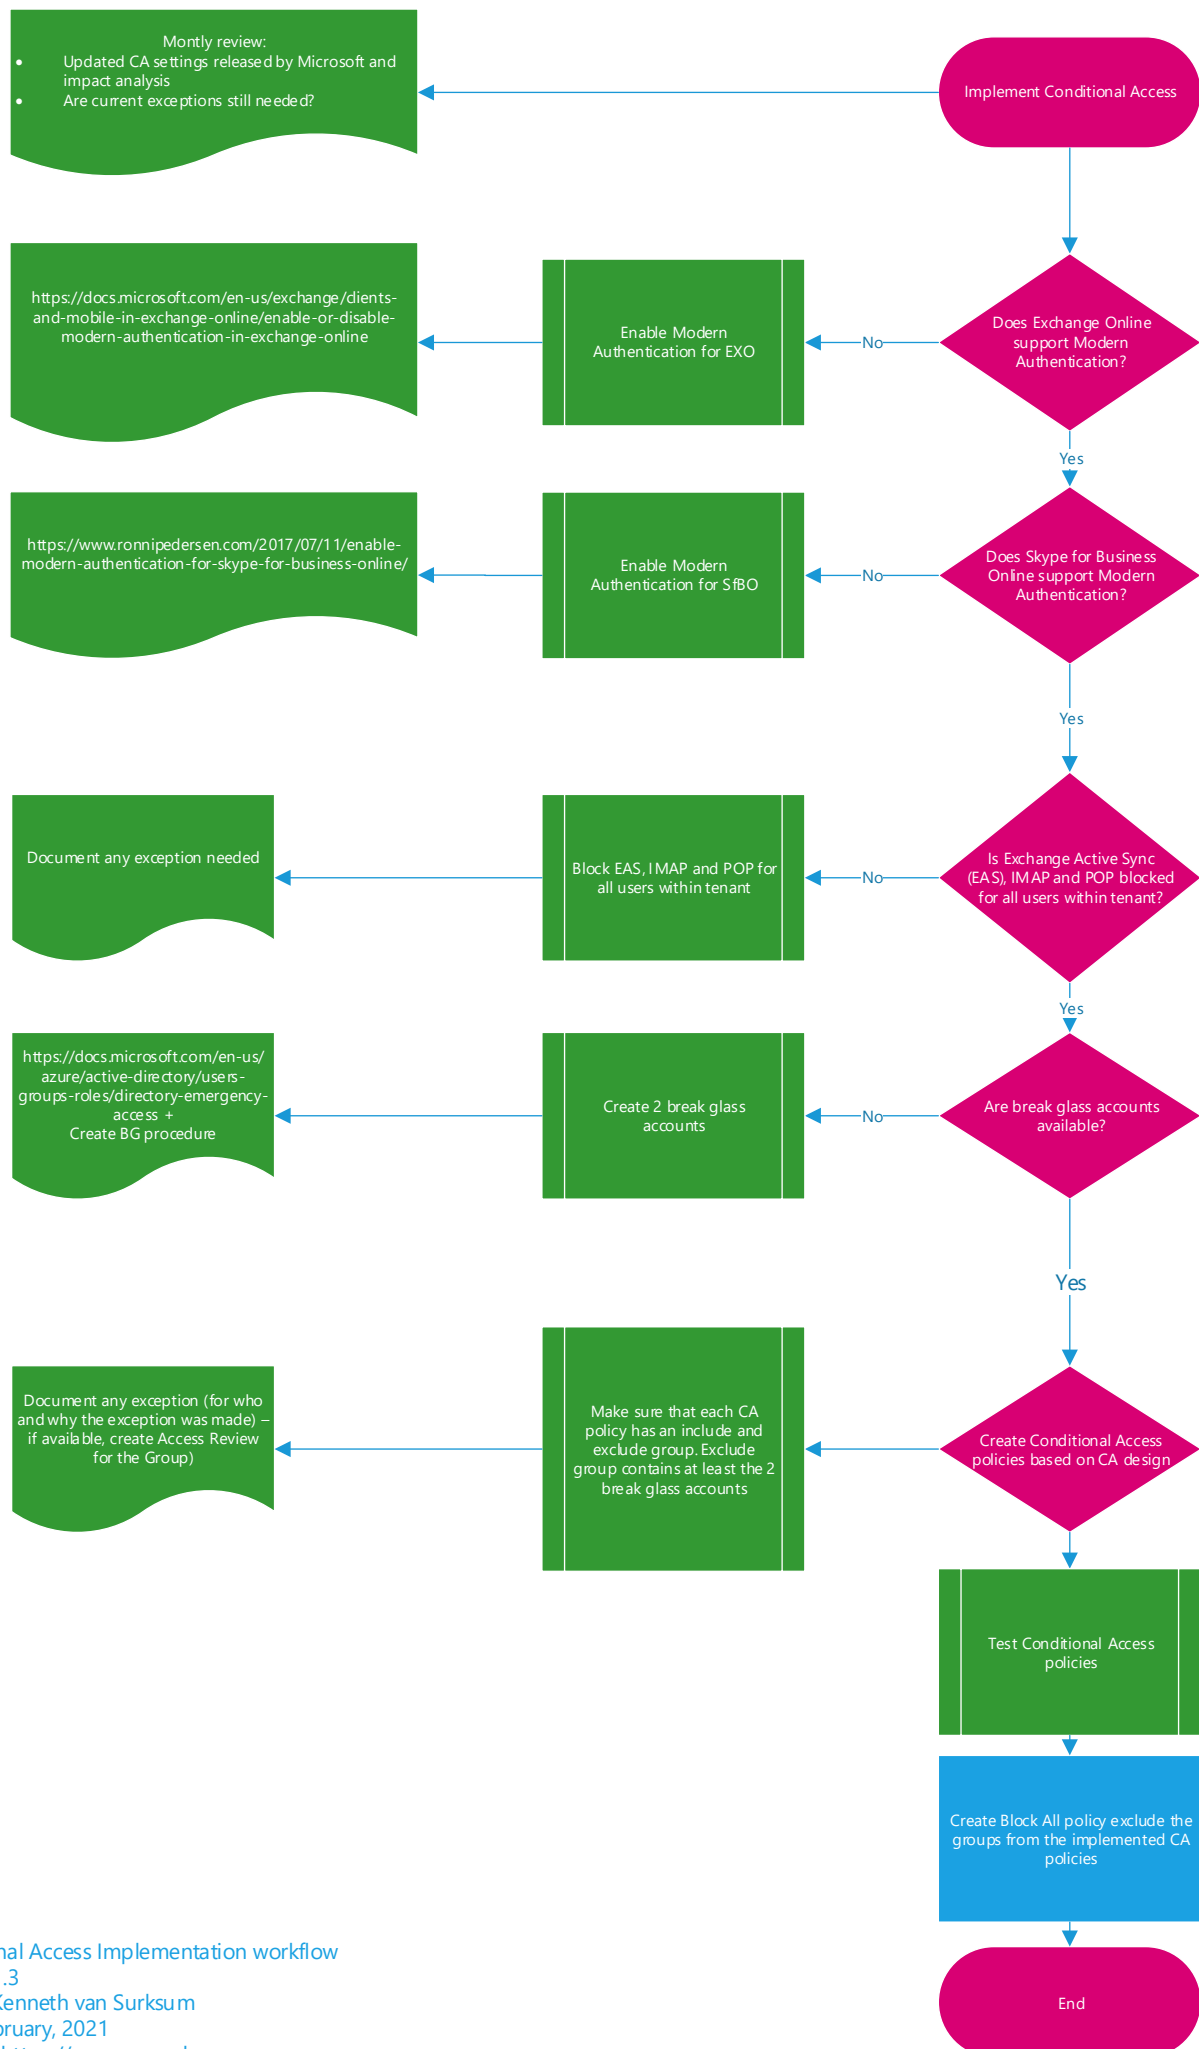 Montly review:
• Updated CA settings released by Microsoft and
impact analysis
• Are current exceptions still needed?
Implement Conditional Access
https://docs.microsoft.com/en-us/exchange/clients-
and-mobile-in-exchange-online/enable-or-disable-
modern-authentication-in-exchange-online
Enable Modern
Authentication for EXO
No
Does Exchange Online
support Modern
Authentication?
Yes
https://www.ronnipedersen.com/2017/07/11/enable-
modern-authentication-for-skype-for-business-online/
Enable Modern
Authentication for SfBO
No
Does Skype for Business
Online support Modern
Authentication?
Yes
Document any exception needed
Block EAS, IMAP and POP for
all users within tenant
No
Is Exchange Active Sync
(EAS), IMAP and POP blocked
for all users within tenant?
Yes
https://docs.microsoft.com/en-us/
azure/active-directory/users-
groups-roles/directory-emergency-
access +
Create BG procedure
Create 2 break glass
accounts
No
Are break glass accounts
available?
Yes
Document any exception (for who
and why the exception was made) –
if available, create Access Review
for the Group)
Make sure that each CA
policy has an include and
exclude group. Exclude
group contains at least the 2
break glass accounts
Create Conditional Access
policies based on CA design
Test Conditional Access
policies
Create Block All policy exclude the
groups from the implemented CA
policies
End
nal Access Implementation workflow
.3
Kenneth van Surksum
bruary, 2021